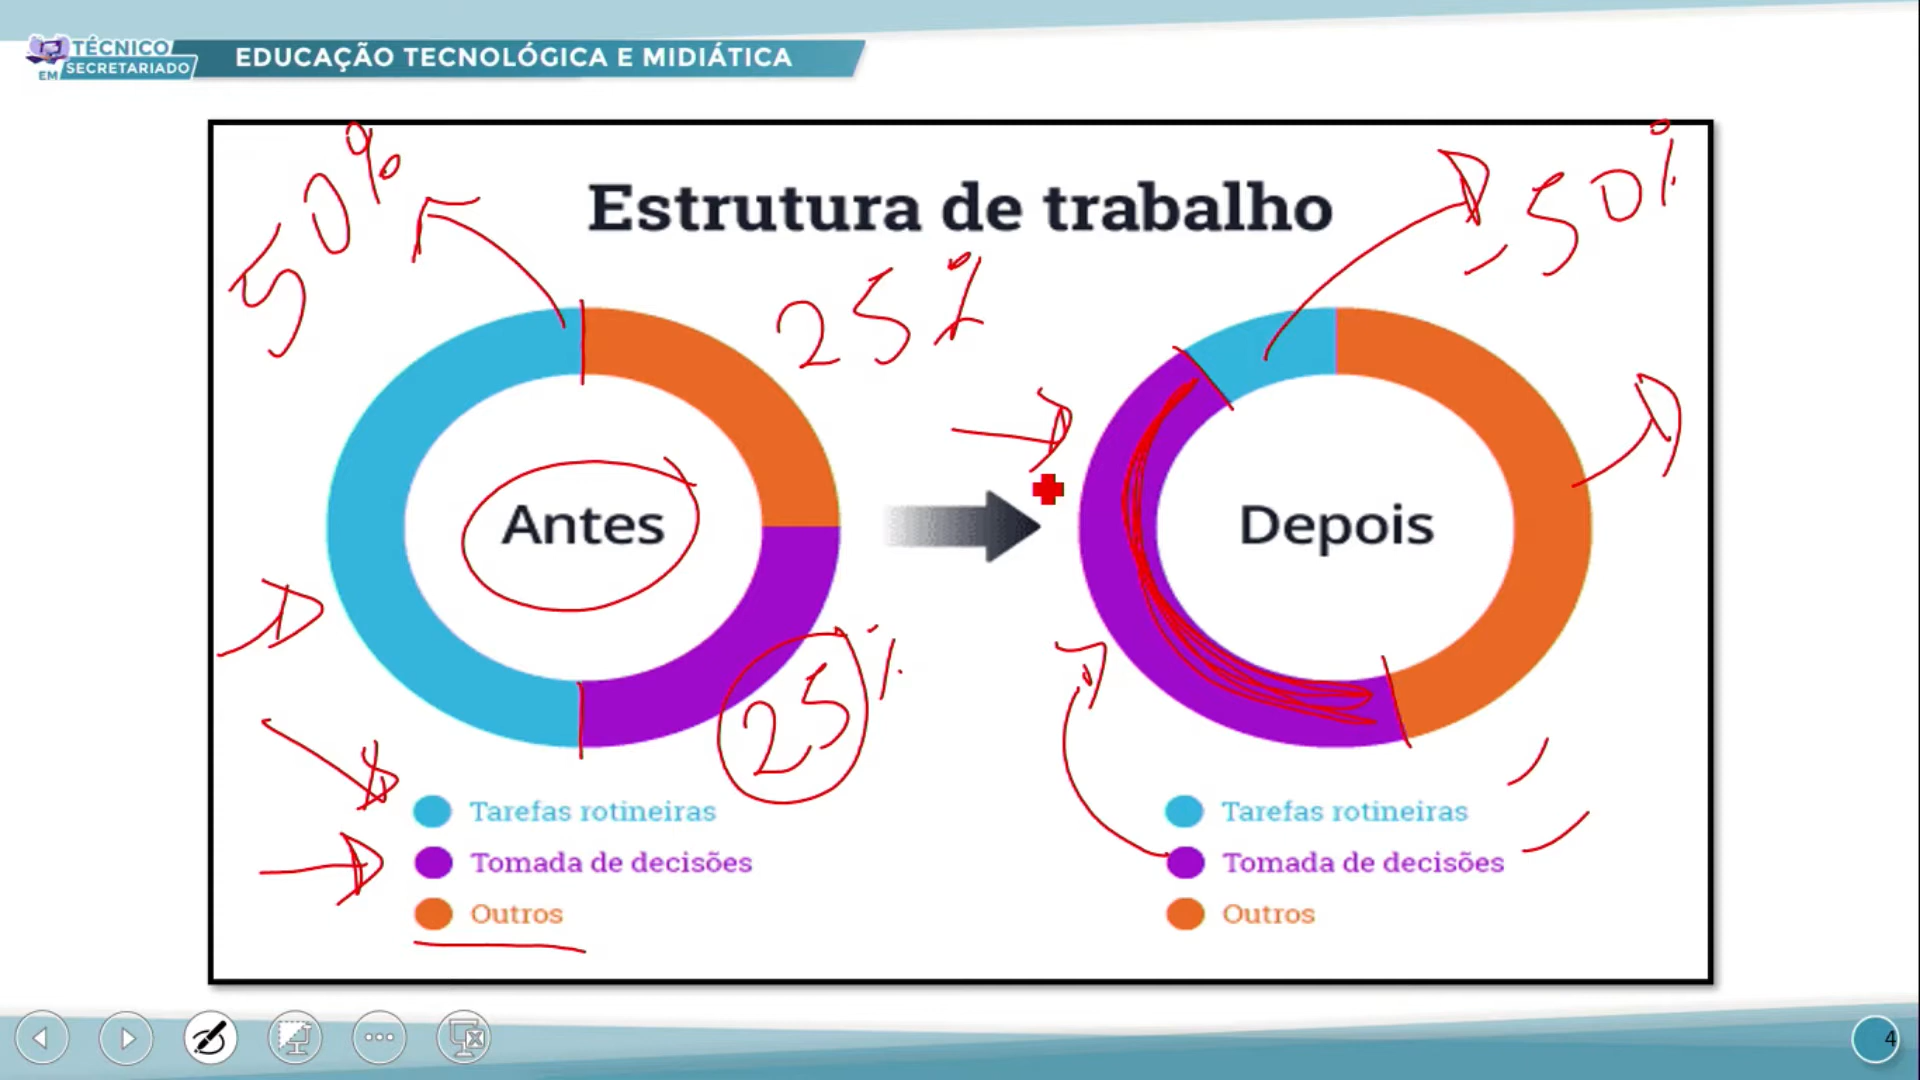 TÉCNICO
EM SECRETARIADO
EDUCAÇÃO TECNOLÓGICA E MIDIÁTICA
50%
50%
Estrutura de trabalho
25%
Antes
Depois
25%
Tarefas rotineiras
Tomada de decisões
Outros
Tarefas rotineiras
Tomada de decisões
Outros
4